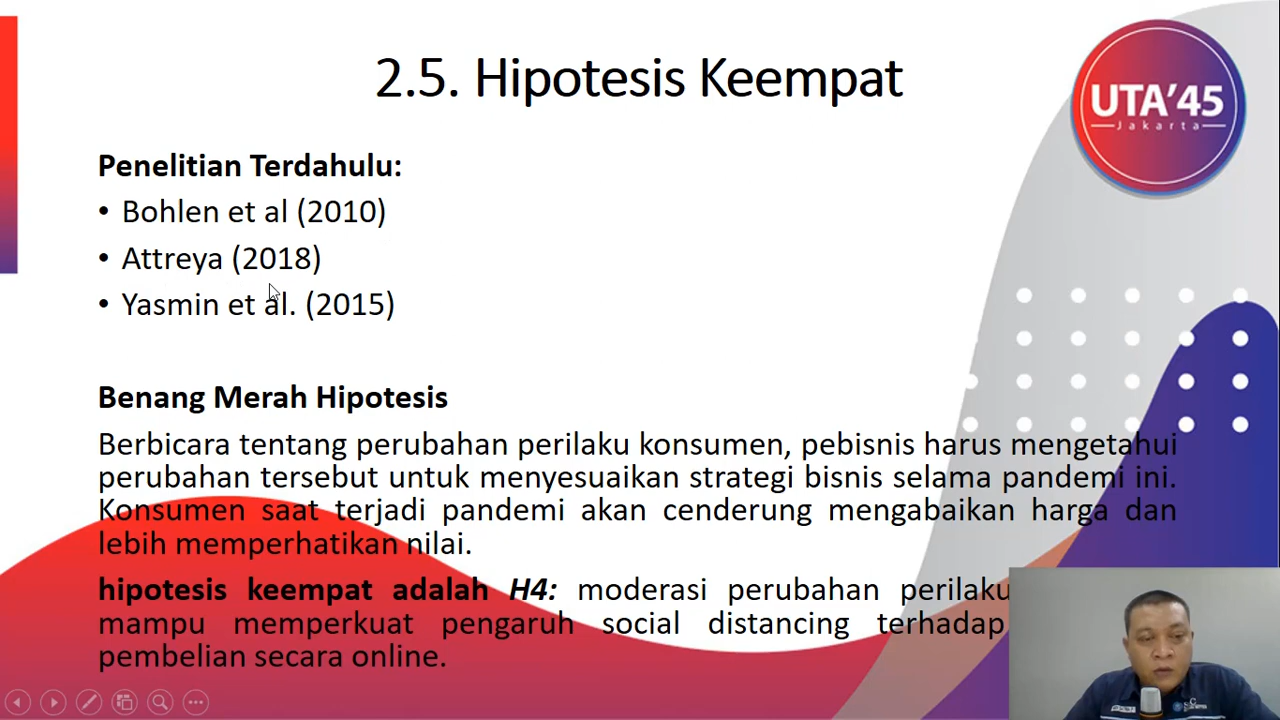 2.5. Hipotesis Keempat
UTA'45
Jakarta
Penelitian Terdahulu:
• Bohlen et al (2010)
• Attreya (2018)
• Yasmin et al. (2015)
Benang Merah Hipotesis
Berbicara tentang perubahan perilaku konsumen, pebisnis harus mengetahui
perubahan tersebut untuk menyesuaikan strategi bisnis selama pandemi ini.
Konsumen saat terjadi pandemi akan cenderung mengabaikan harga dan
lebih memperhatikan nilai.
hipotesis keempat adalah H4: moderasi perubahan perilaku
mampu memperkuat pengaruh social distancing terhadap
pembelian secara online.